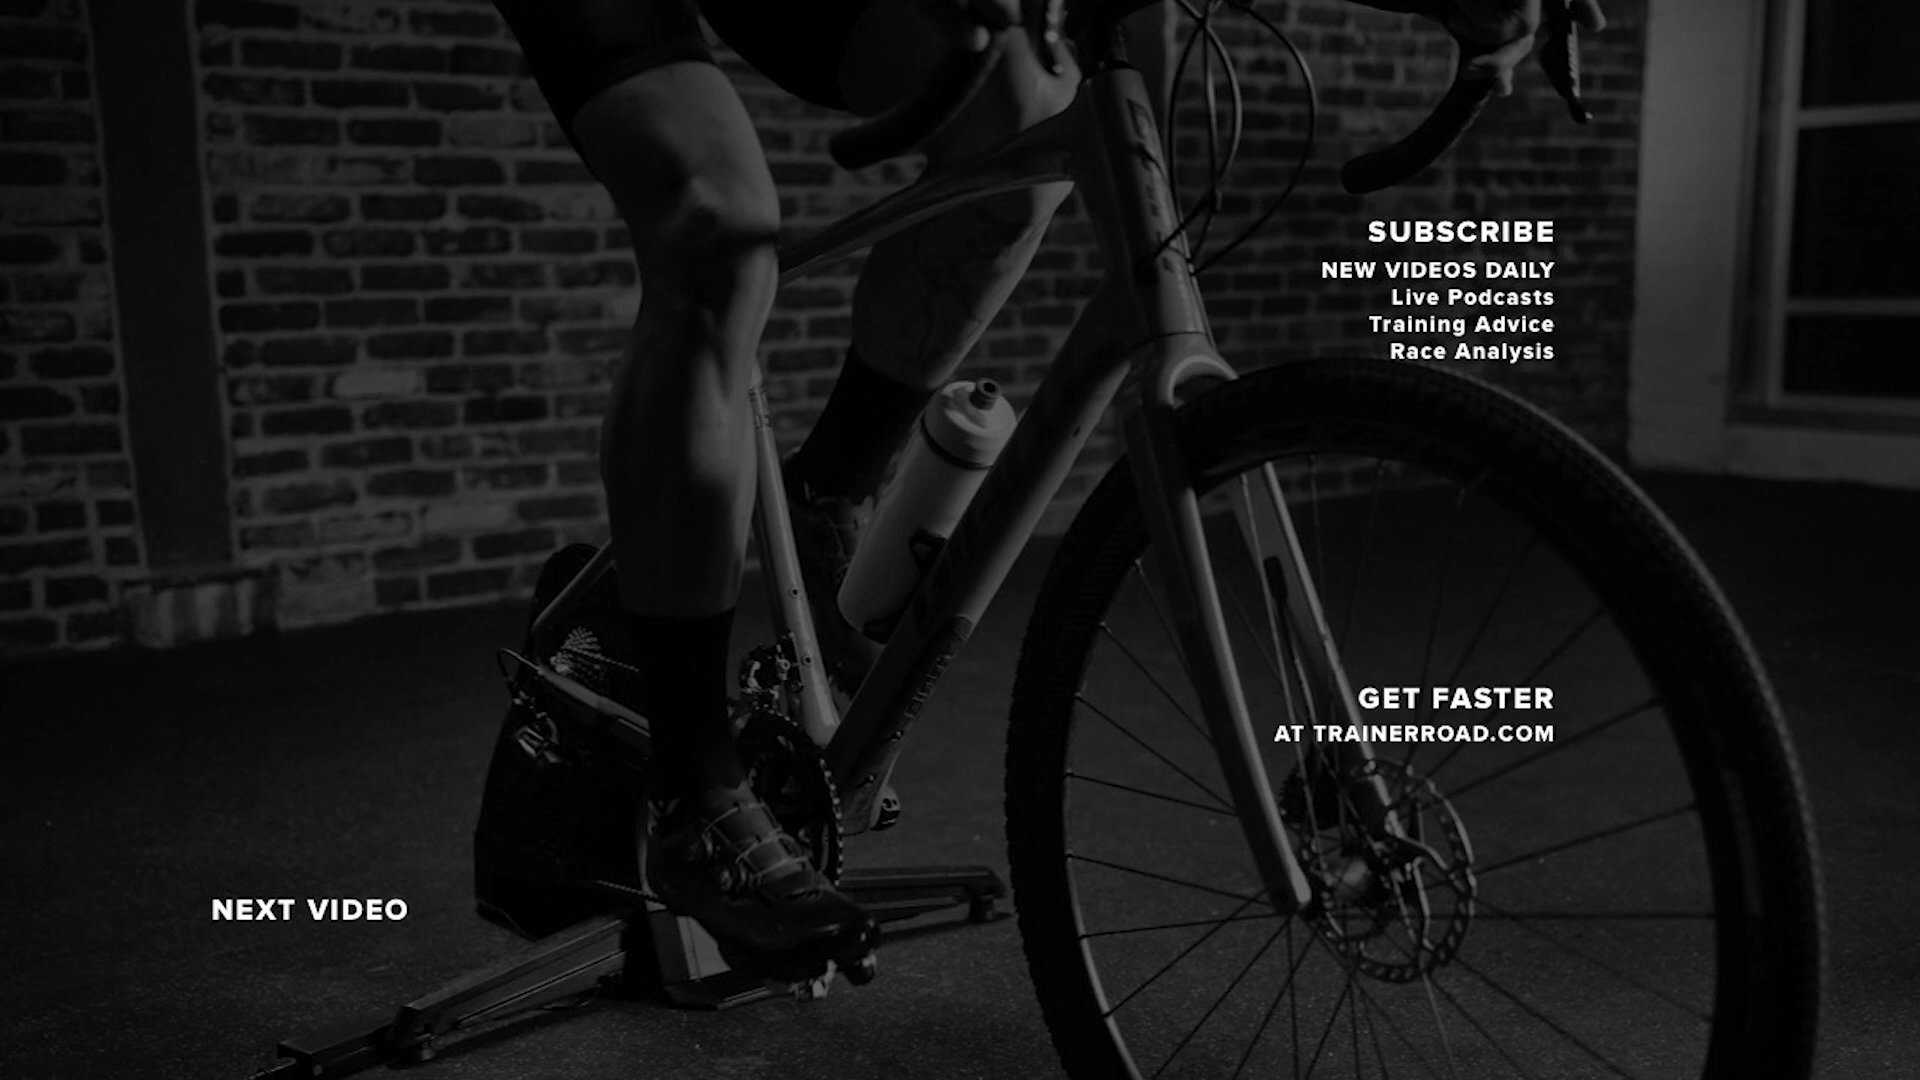 SUBSCRIBE
NEW VIDEOS DAILY
Live Podcasts
Training Advice
Race Analysis
GET FASTER
AT TRAINERROAD.COM
NEXT VIDEO